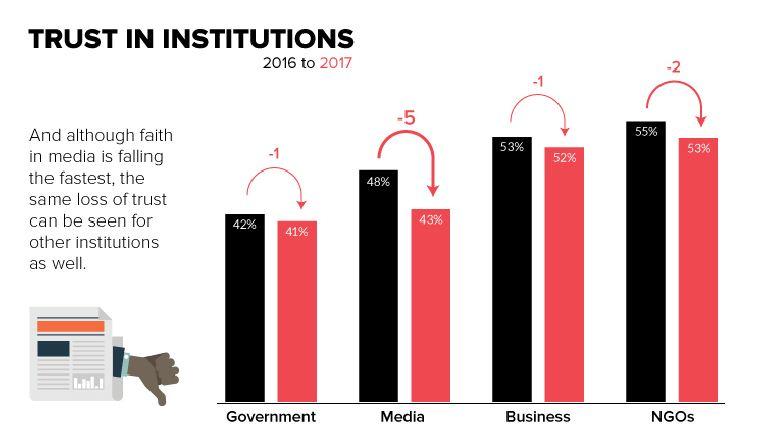 TRUST IN INSTITUTIONS
2016 to 2017
And although faith
in media is falling
the fastest, the
same loss of trust
can be seen for
other institutions
as well.
-1
-5
-1
-2
42%
41%
48%
43%
53%
52%
55%
53%
Government
Media
Business
NGOs